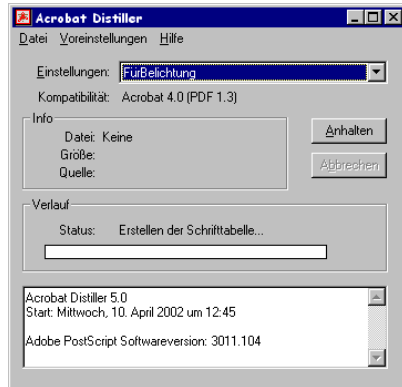 Acrobat Distiller
Datei Voreinstellungen Hilfe
Einstellungen: FürBelichtung
Kompatibilität: Acrobat 4.0 (PDF 1.3)
Info
Datei: Keine
Größe:
Quelle:
Anhalten
Abbrechen
Verlauf
Status: Erstellen der Schrifttabelle...
Acrobat Distiller 5.0
Start: Mittwoch, 10. April 2002 um 12:45
Adobe PostScript Softwareversion: 3011.104